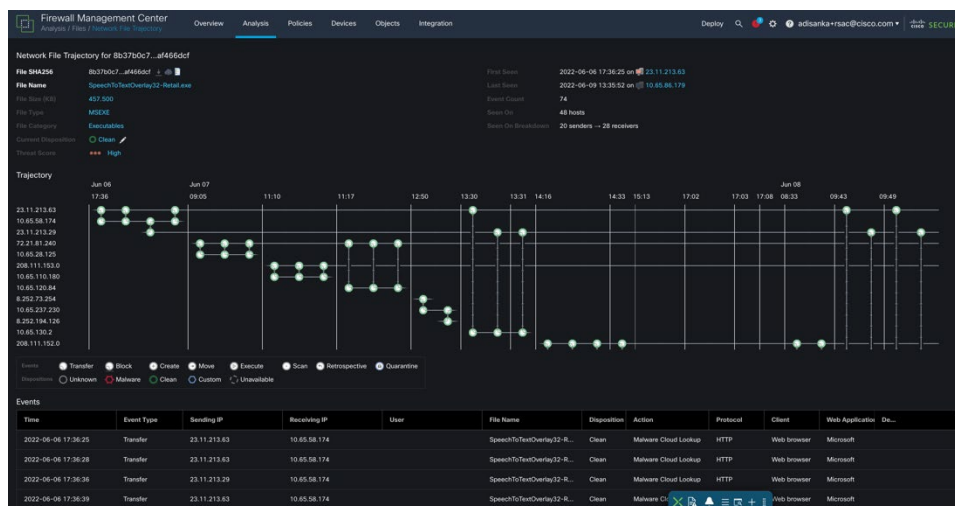 Firewall Management Center
Analysis / Files / Network File Trajectory
Overview Analysis Policies Devices Objects Integration
Deploy adisanka+rsac@cisco.com cisco SECUR
Network File Trajectory for 8b37b0c7...af466dcf
File SHA256 8b37b0c7...af466dcf
File Name SpeechToTextOverlay32-Retail.exe
File Size (KB) 457.500
File Type MSEXE
File Category Executables
Current Disposition Clean
Threat Score High
First Seen 2022-06-06 17:36:25 on 23.11.213.63
Last Seen 2022-06-09 13:35:52 on 10.65.86.179
Event Count 74
Seen On 48 hosts
Seen On Breakdown 20 senders → 28 receivers
Trajectory
Jun 06 Jun 07 Jun 08
17:36 09:05 11:10 11:17 12:50 13:30 13:31 14:16 14:33 15:13 17:02 17:03 17:08 08:33 09:43 09:49
23.11.213.63
10.65.58.174
23.11.213.29
72.21.81.240
10.65.28.125
208.111.153.0
10.65.110.180
10.65.120.84
8.252.73.254
10.65.237.230
8.252.194.126
10.65.130.2
208.111.152.0
Events Transfer Block Create Move Execute Scan Retrospective Quarantine
Dispositions Unknown Malware Clean Custom Unavailable
Events
Time Event Type Sending IP Receiving IP User File Name Disposition Action Protocol Client Web Application De...
2022-06-06 17:36:25 Transfer 23.11.213.63 10.65.58.174 SpeechToTextOverlay32-R... Clean Malware Cloud Lookup HTTP Web browser Microsoft
2022-06-06 17:36:28 Transfer 23.11.213.63 10.65.58.174 SpeechToTextOverlay32-R... Clean Malware Cloud Lookup HTTP Web browser Microsoft
2022-06-06 17:36:36 Transfer 23.11.213.29 10.65.58.174 SpeechToTextOverlay32-R... Clean Malware Cloud Lookup HTTP Web browser Microsoft
2022-06-06 17:36:39 Transfer 23.11.213.63 10.65.58.174 SpeechToTextOverlay32-R... Clean Malware Cl Web browser Microsoft